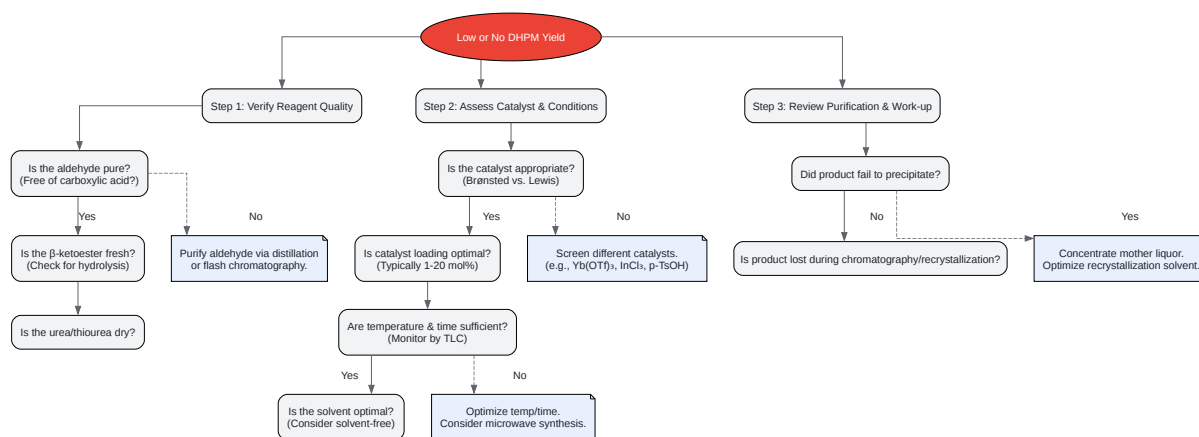 Low or No DHPM Yield
Step 1: Verify Reagent Quality
Step 2: Assess Catalyst & Conditions
Step 3: Review Purification & Work-up
Is the aldehyde pure?
(Free of carboxylic acid?)
Is the catalyst appropriate?
(Brønsted vs. Lewis)
Did product fail to precipitate?
Yes
No
Yes
No
No
Yes
Is the β-ketoester fresh?
(Check for hydrolysis)
Purify aldehyde via distillation
or flash chromatography.
Is catalyst loading optimal?
(Typically 1-20 mol%)
Screen different catalysts.
(e.g., Yb(OTf)₃, InCl₃, p-TsOH)
Is product lost during chromatography/recrystallization?
Concentrate mother liquor.
Optimize recrystallization solvent.
Is the urea/thiourea dry?
Are temperature & time sufficient?
(Monitor by TLC)
Yes
No
Is the solvent optimal?
(Consider solvent-free)
Optimize temp/time.
Consider microwave synthesis.